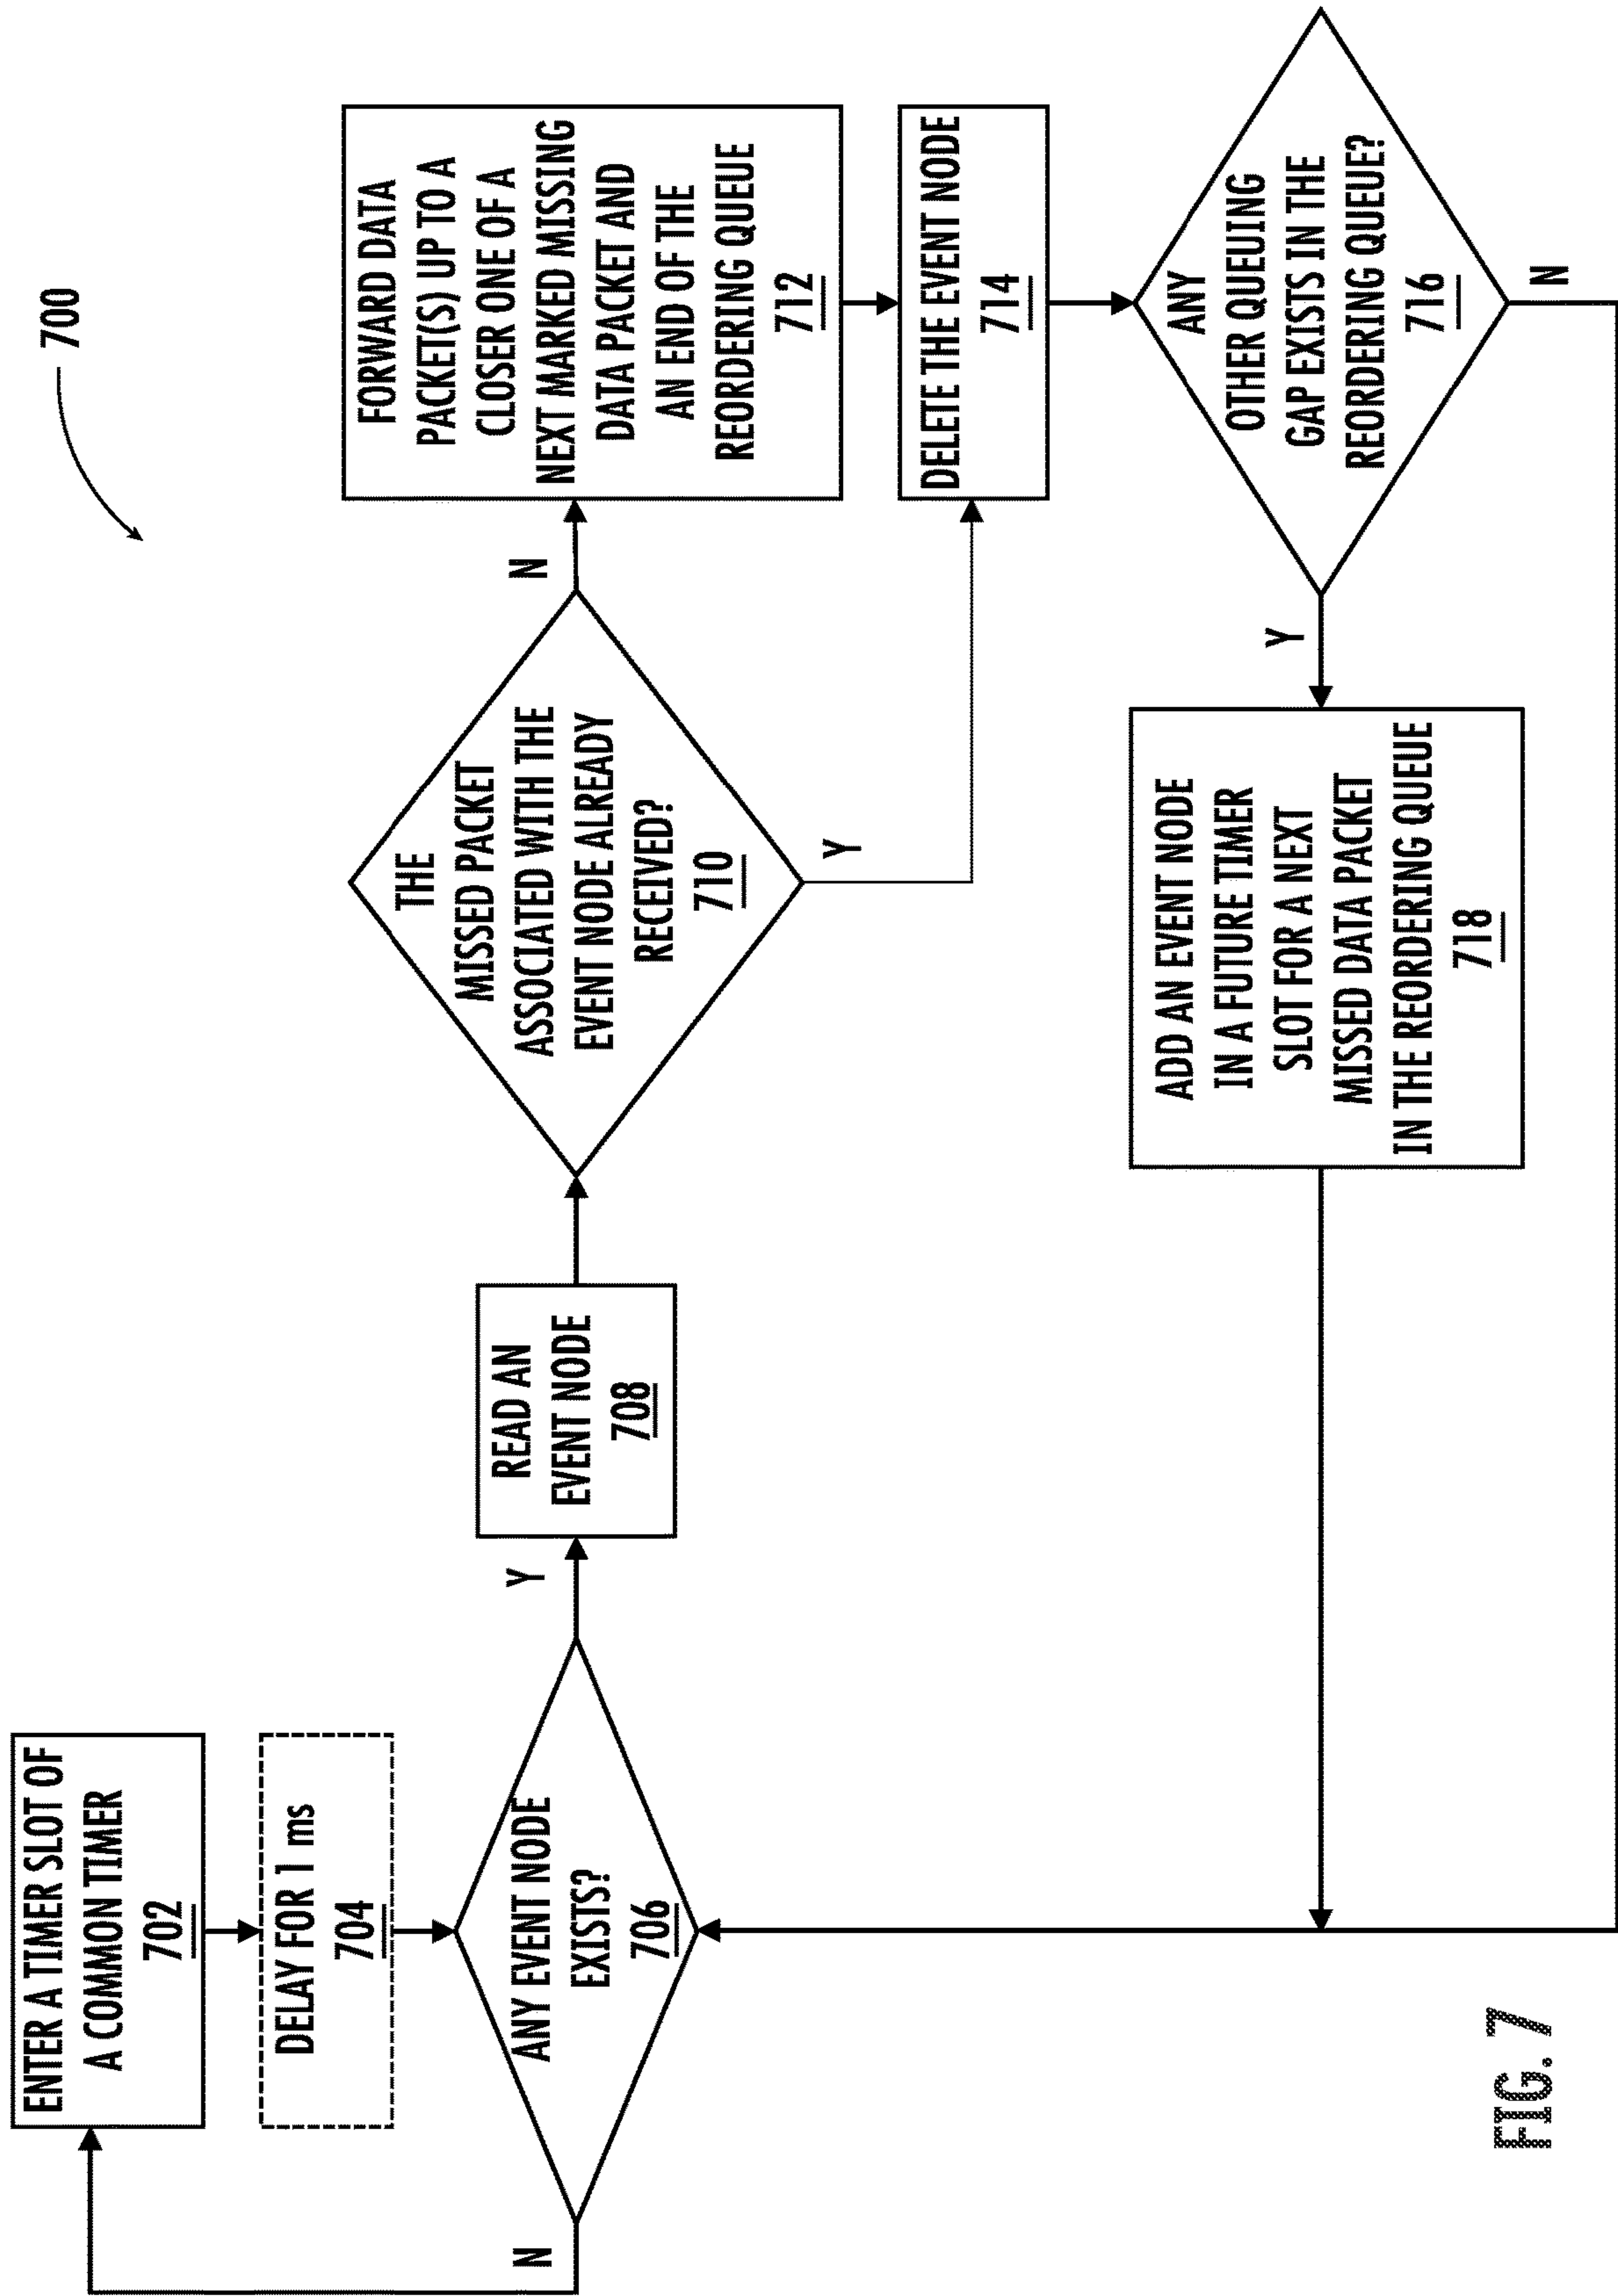 700
ENTER A TIMER SLOT OF
A COMMON TIMER
702
DELAY FOR 1 ms
704
ANY EVENT NODE
EXISTS?
706
N
Y
READ AN
EVENT NODE
708
THE
MISSED PACKET
ASSOCIATED WITH THE
EVENT NODE ALREADY
RECEIVED?
710
N
Y
FORWARD DATA
PACKET(S) UP TO A
CLOSER ONE OF A
NEXT MARKED MISSING
DATA PACKET AND
AN END OF THE
REORDERING QUEUE
712
DELETE THE EVENT NODE
714
ANY
OTHER QUEUING
GAP EXISTS IN THE
REORDERING QUEUE?
716
Y
N
ADD AN EVENT NODE
IN A FUTURE TIMER
SLOT FOR A NEXT
MISSED DATA PACKET
IN THE REORDERING QUEUE
718
FIG. 7